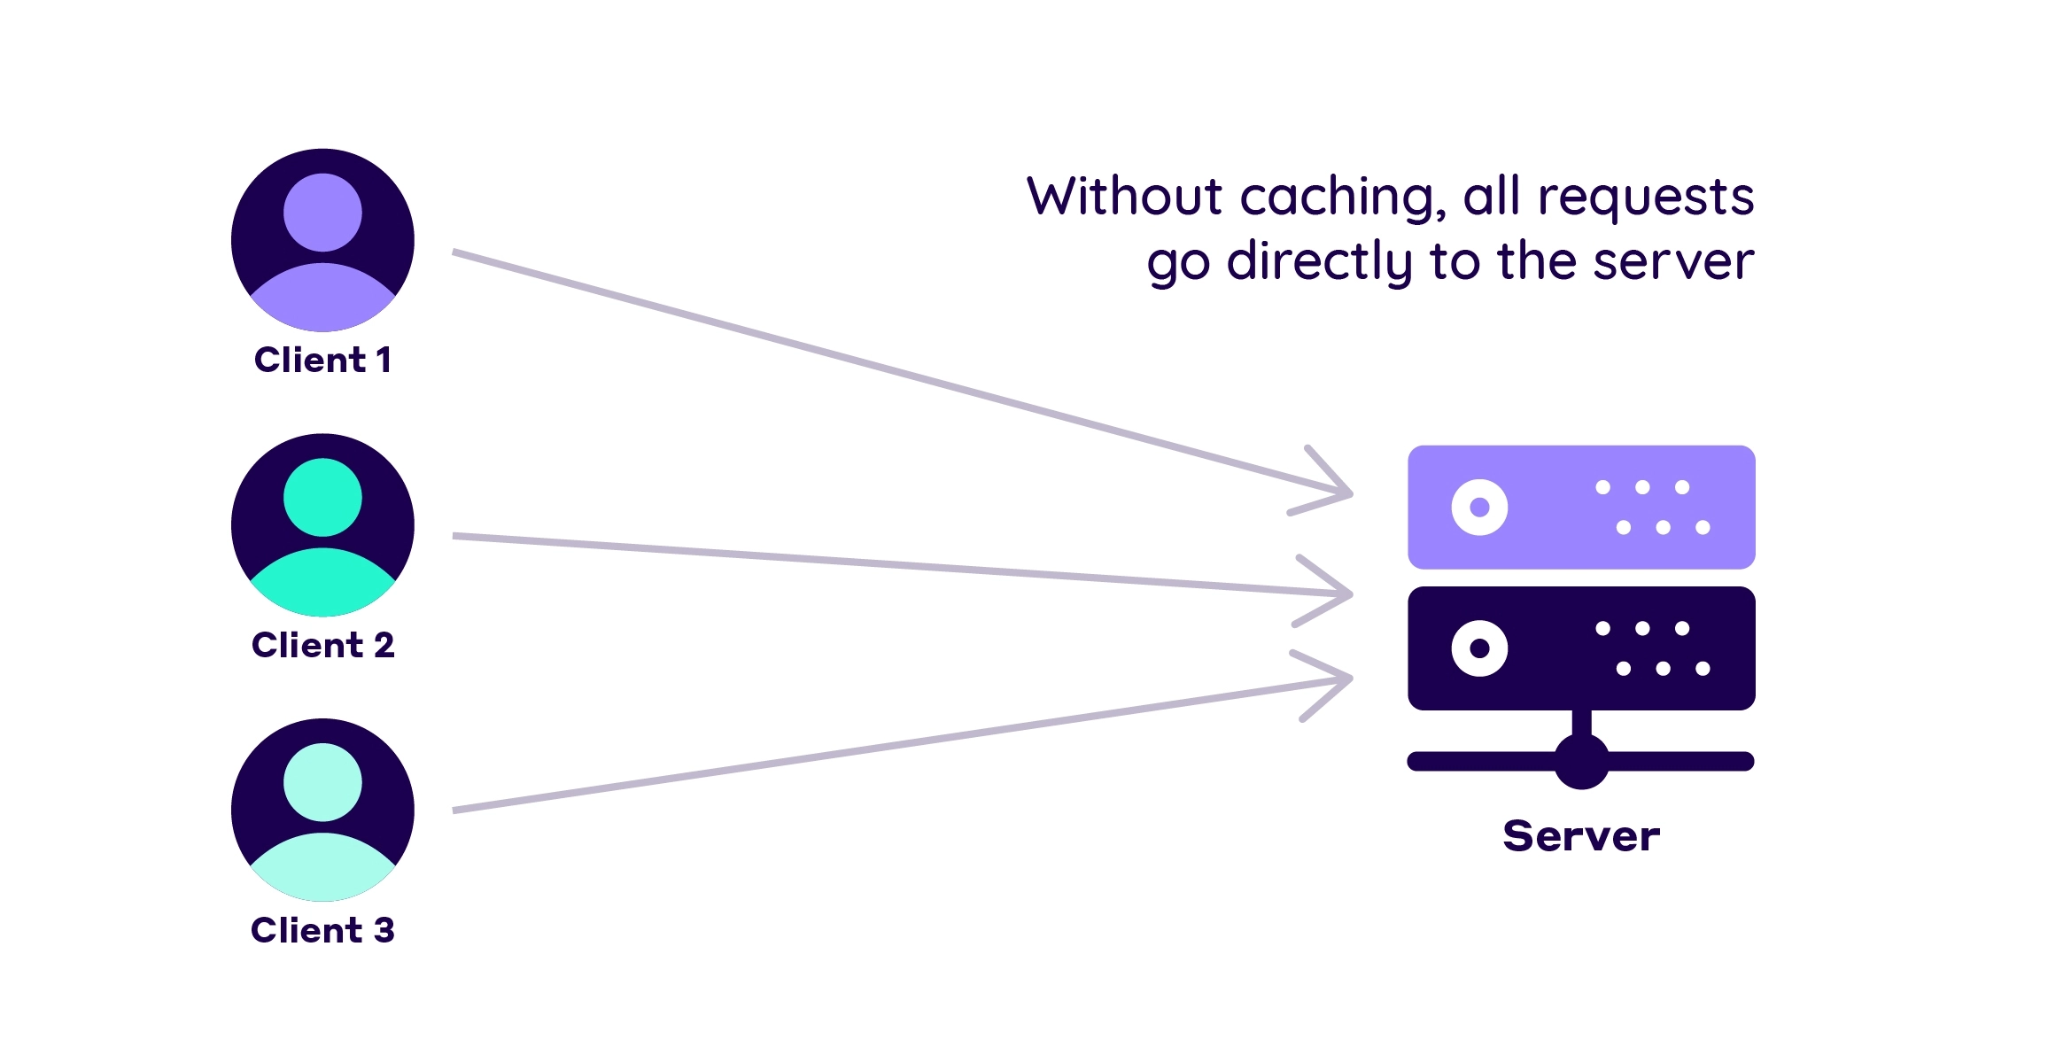 Without caching, all requests
go directly to the server
Client 1
Client 2
Client 3
Server